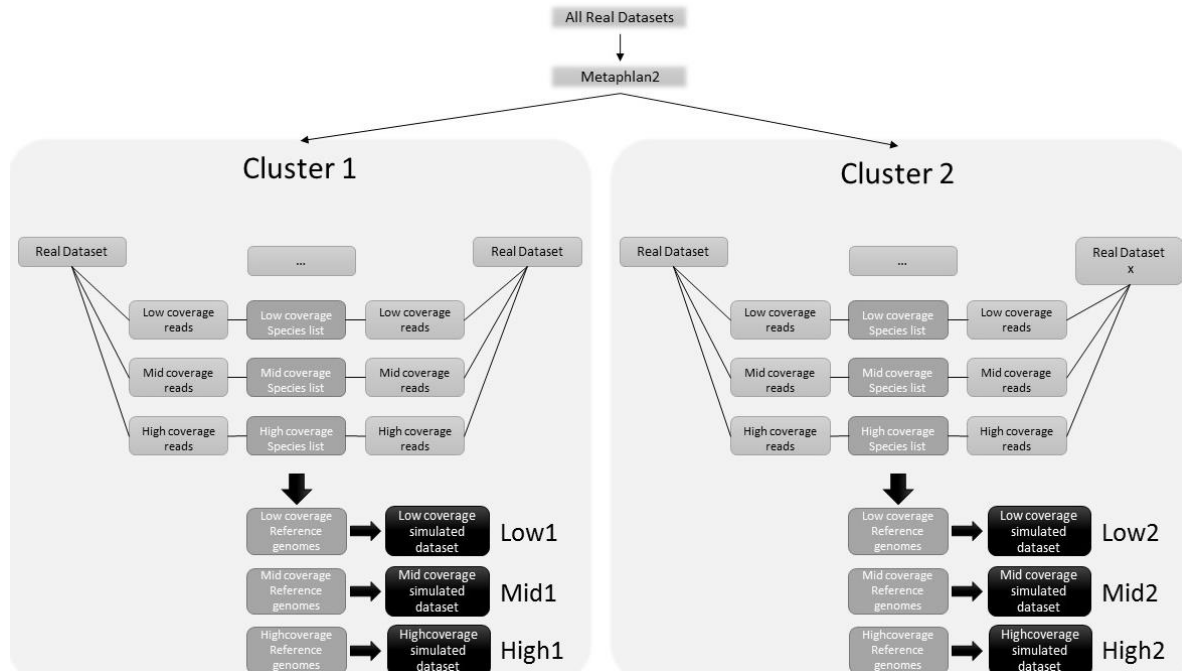 All Real Datasets
Metaphlan2
Cluster 1
Real Dataset
...
Real Dataset
Low coverage
reads
Low coverage
Species list
Low coverage
reads
Mid coverage
reads
Mid coverage
Species list
Mid coverage
reads
High coverage
reads
High coverage
Species list
High coverage
reads
Low coverage
Reference
genomes
Low coverage
simulated
dataset
Low1
Mid coverage
Reference
genomes
Mid coverage
simulated
dataset
Mid1
Highcoverage
Reference
genomes
Highcoverage
simulated
dataset
High1
Cluster 2
Real Dataset
...
Real Dataset
x
Low coverage
reads
Low coverage
Species list
Low coverage
reads
Mid coverage
reads
Mid coverage
Species list
Mid coverage
reads
High coverage
reads
High coverage
Species list
High coverage
reads
Low coverage
Reference
genomes
Low coverage
simulated
dataset
Low2
Mid coverage
Reference
genomes
Mid coverage
simulated
dataset
Mid2
Highcoverage
Reference
genomes
Highcoverage
simulated
dataset
High2